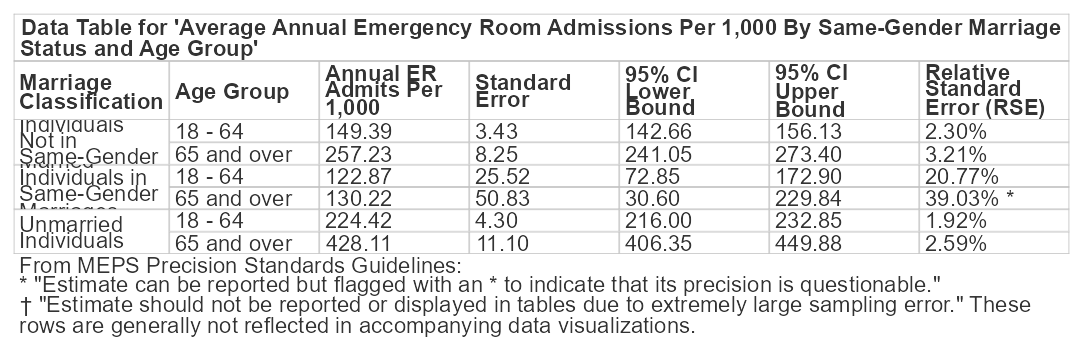 Data Table for 'Average Annual Emergency Room Admissions Per 1,000 By Same-Gender Marriage
Status and Age Group'
Marriage Classification Age Group Annual ER Admits Per 1,000 Standard Error 95% CI Lower Bound 95% CI Upper Bound Relative Standard Error (RSE)
Individuals Not in Same-Gender 18 - 64 149.39 3.43 142.66 156.13 2.30%
65 and over 257.23 8.25 241.05 273.40 3.21%
Individuals in Same-Gender Marriages 18 - 64 122.87 25.52 72.85 172.90 20.77%
65 and over 130.22 50.83 30.60 229.84 39.03% *
Unmarried Individuals 18 - 64 224.42 4.30 216.00 232.85 1.92%
65 and over 428.11 11.10 406.35 449.88 2.59%
From MEPS Precision Standards Guidelines:
* "Estimate can be reported but flagged with an * to indicate that its precision is questionable."
† "Estimate should not be reported or displayed in tables due to extremely large sampling error." These
rows are generally not reflected in accompanying data visualizations.